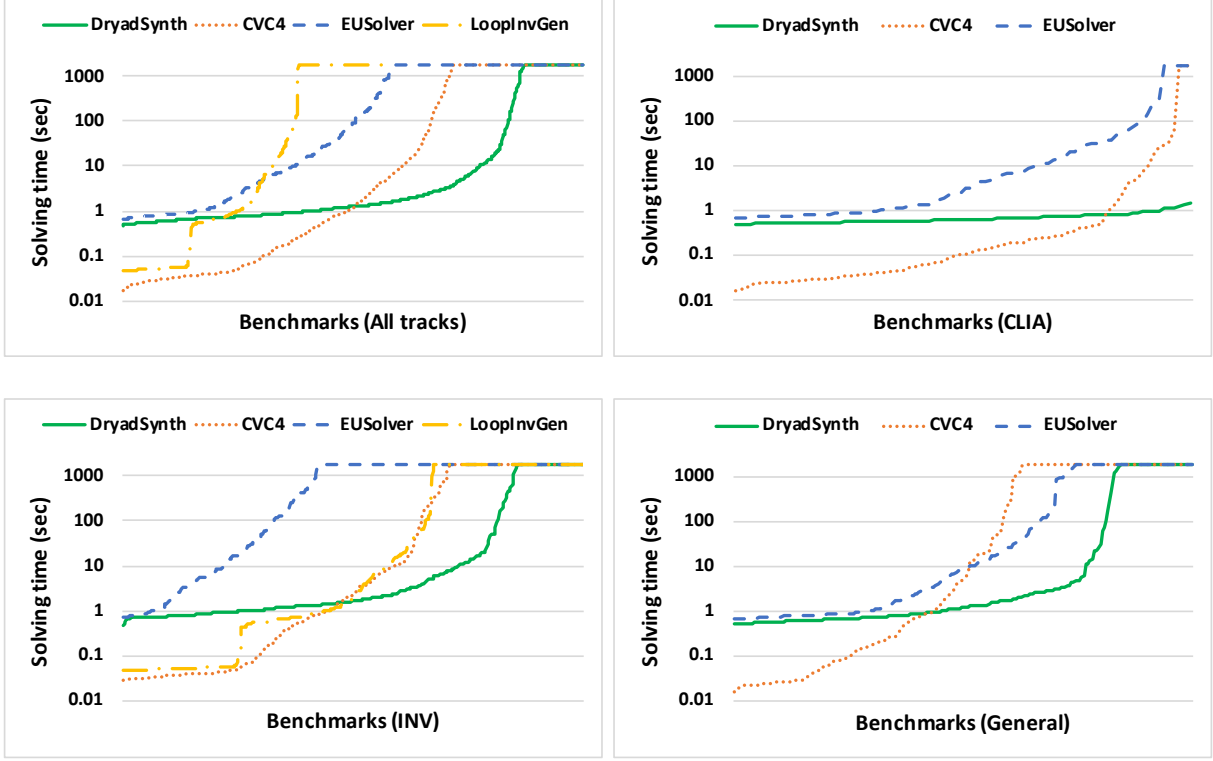 DryadSynth CVC4 EUSolver LoopInvGen
1000
100
10
1
0.1
0.01
Solving time (sec)
Benchmarks (All tracks)
DryadSynth CVC4 EUSolver
1000
100
10
1
0.1
0.01
Solving time (sec)
Benchmarks (CLIA)
DryadSynth CVC4 EUSolver LoopInvGen
1000
100
10
1
0.1
0.01
Solving time (sec)
Benchmarks (INV)
DryadSynth CVC4 EUSolver
1000
100
10
1
0.1
0.01
Solving time (sec)
Benchmarks (General)